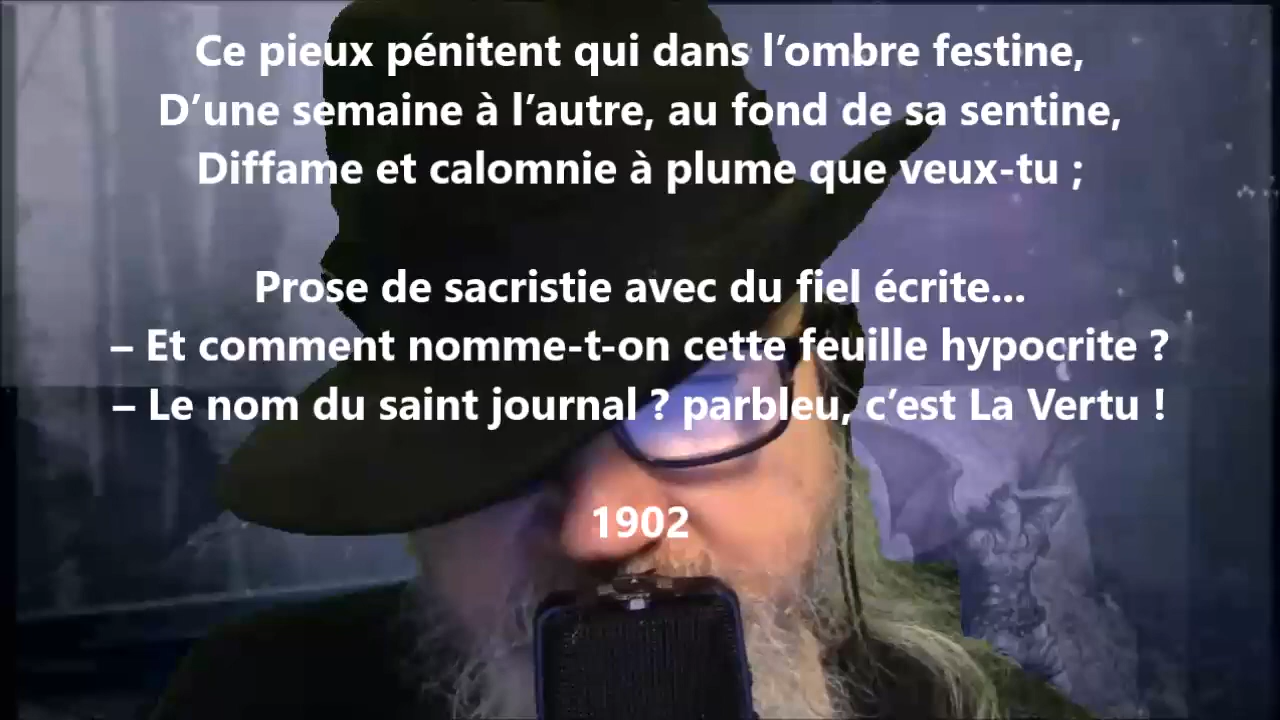 Ce pieux pénitent qui dans l’ombre festine,
D’une semaine à l’autre, au fond de sa sentine,
Diffame et calomnie à plume que veux-tu ;
Prose de sacristie avec du fiel écrite...
– Et comment nomme-t-on cette feuille hypocrite ?
– Le nom du saint journal ? parbleu, c’est La Vertu !
1902